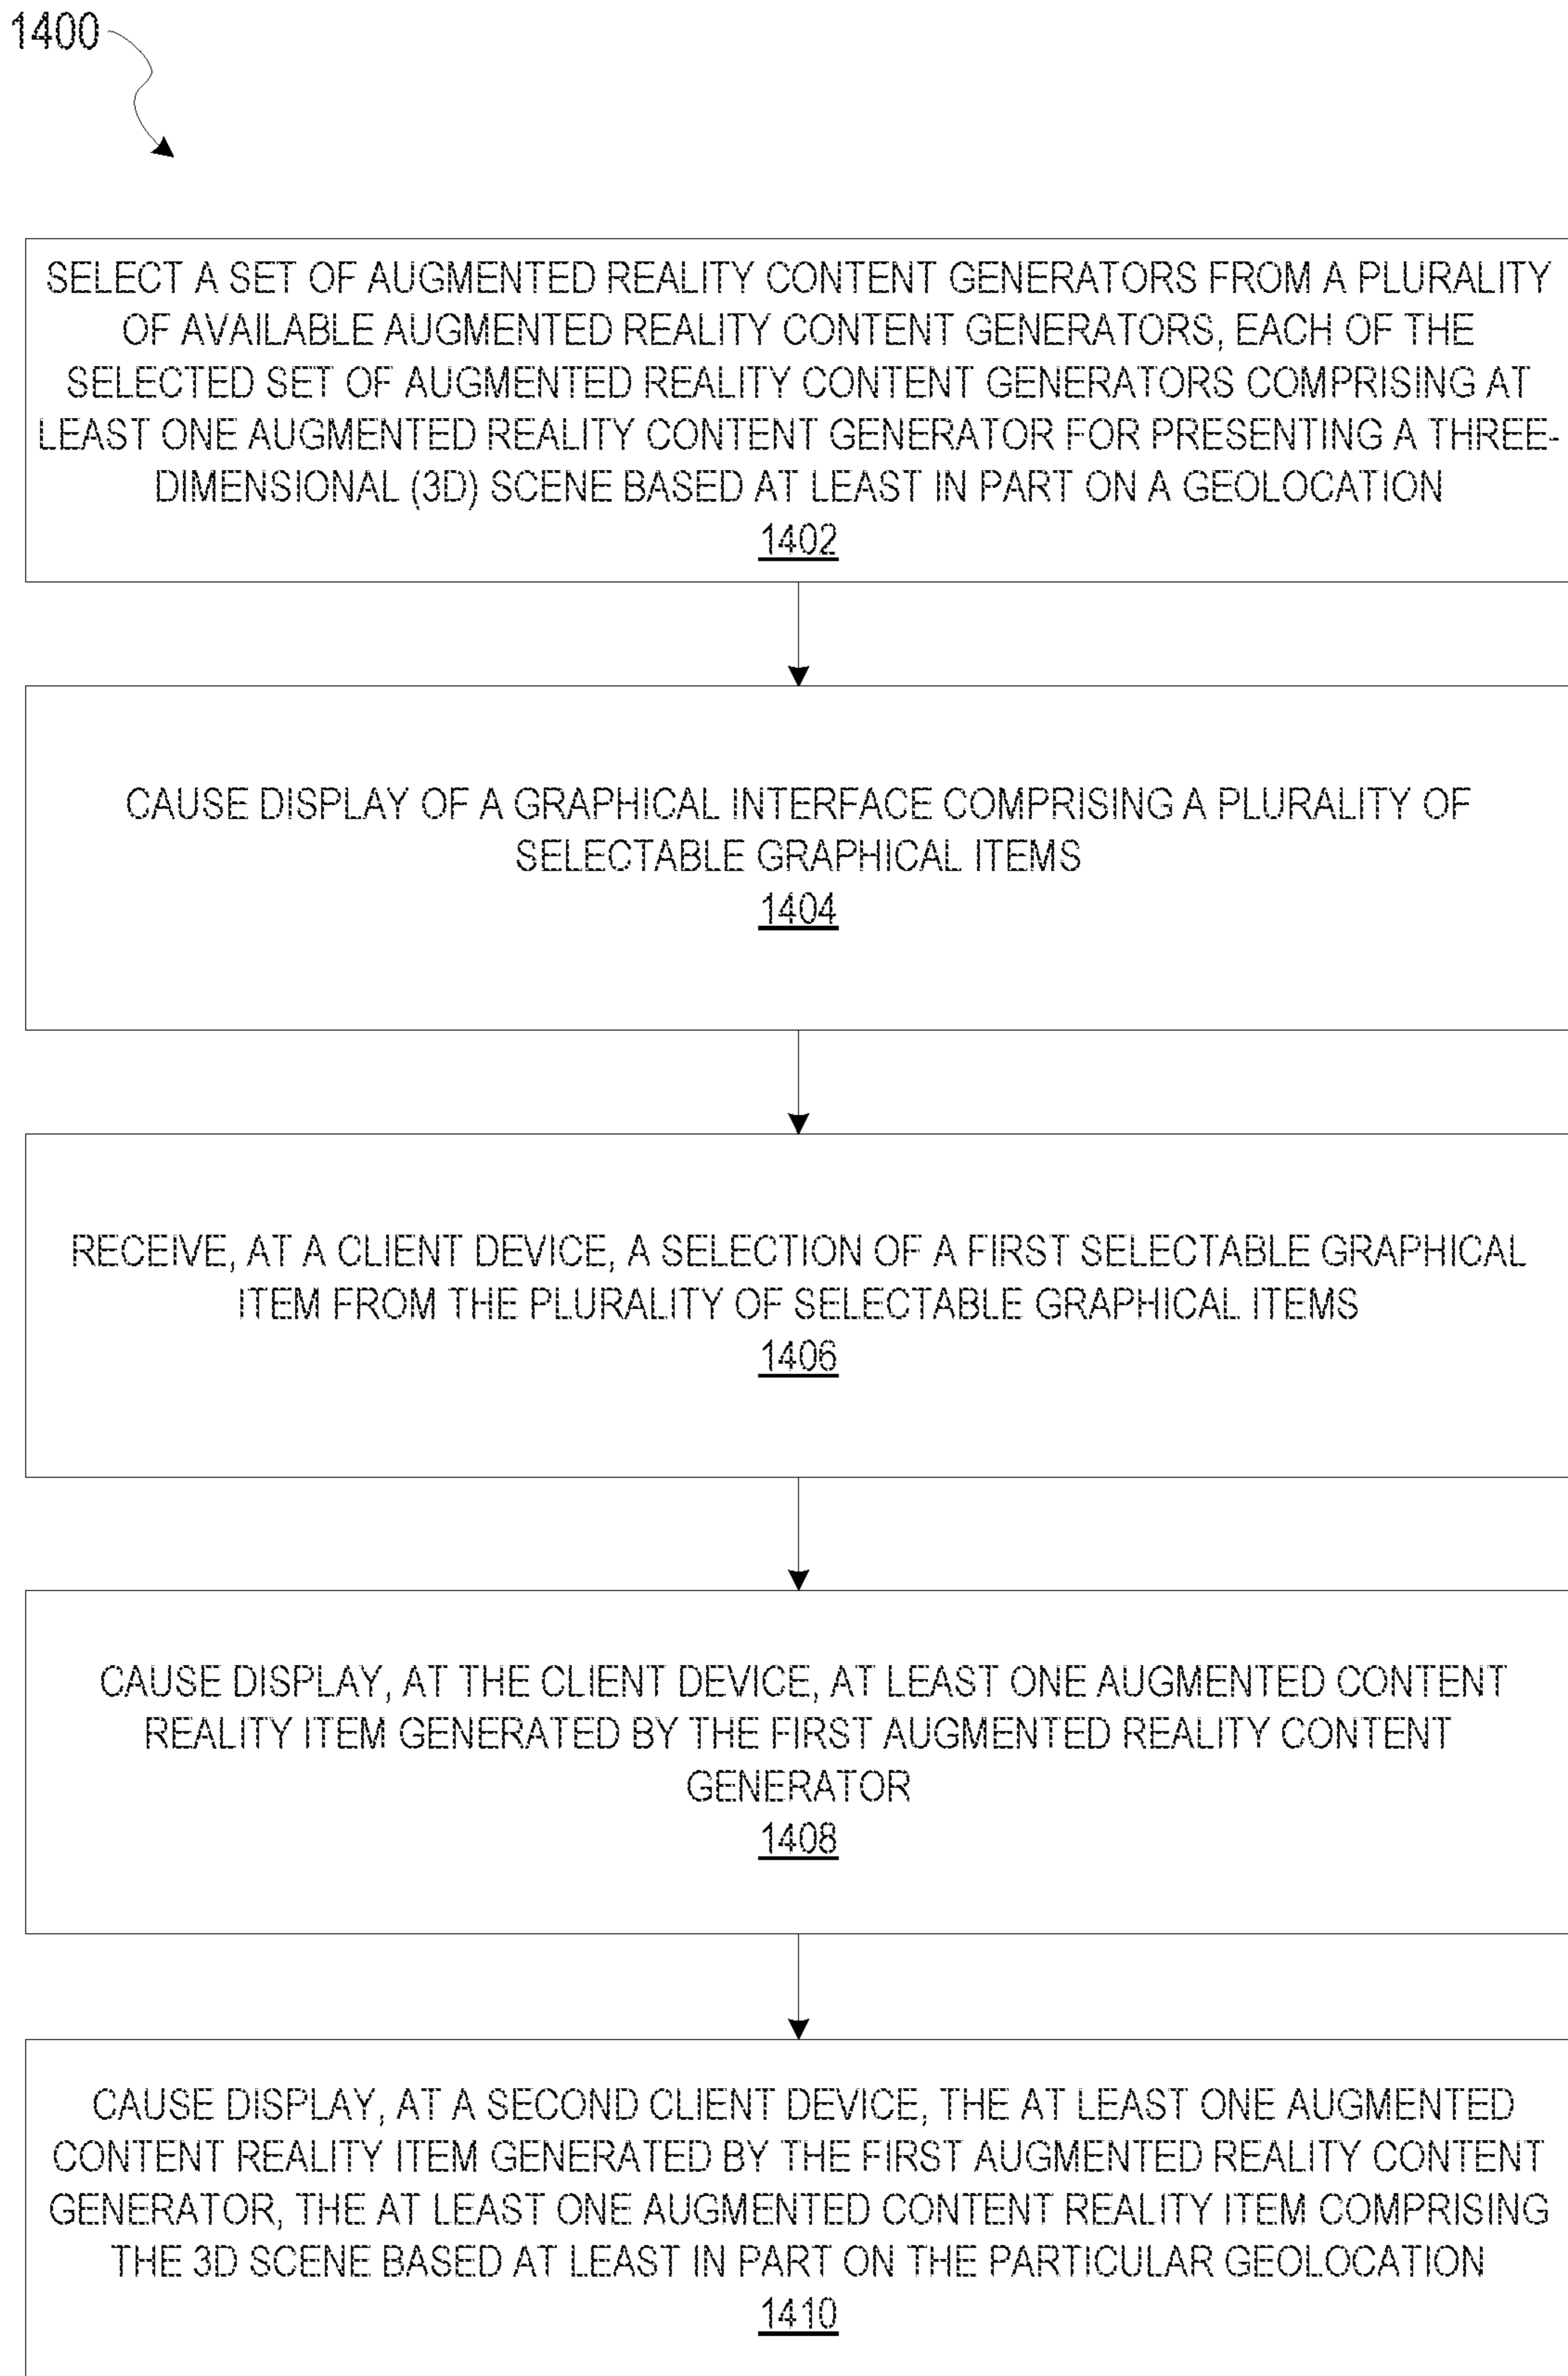 1400
SELECT A SET OF AUGMENTED REALITY CONTENT GENERATORS FROM A PLURALITY
OF AVAILABLE AUGMENTED REALITY CONTENT GENERATORS, EACH OF THE
SELECTED SET OF AUGMENTED REALITY CONTENT GENERATORS COMPRISING AT
LEAST ONE AUGMENTED REALITY CONTENT GENERATOR FOR PRESENTING A THREE-
DIMENSIONAL (3D) SCENE BASED AT LEAST IN PART ON A GEOLOCATION
1402
CAUSE DISPLAY OF A GRAPHICAL INTERFACE COMPRISING A PLURALITY OF
SELECTABLE GRAPHICAL ITEMS
1404
RECEIVE, AT A CLIENT DEVICE, A SELECTION OF A FIRST SELECTABLE GRAPHICAL
ITEM FROM THE PLURALITY OF SELECTABLE GRAPHICAL ITEMS
1406
CAUSE DISPLAY, AT THE CLIENT DEVICE, AT LEAST ONE AUGMENTED CONTENT
REALITY ITEM GENERATED BY THE FIRST AUGMENTED REALITY CONTENT
GENERATOR
1408
CAUSE DISPLAY, AT A SECOND CLIENT DEVICE, THE AT LEAST ONE AUGMENTED
CONTENT REALITY ITEM GENERATED BY THE FIRST AUGMENTED REALITY CONTENT
GENERATOR, THE AT LEAST ONE AUGMENTED CONTENT REALITY ITEM COMPRISING
THE 3D SCENE BASED AT LEAST IN PART ON THE PARTICULAR GEOLOCATION
1410